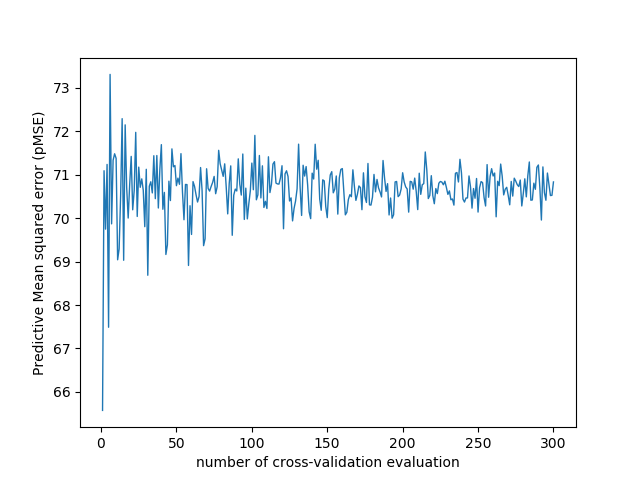 73
72
71
70
69
68
67
66
Predictive Mean squared error (pMSE)
0 50 100 150 200 250 300
number of cross-validation evaluation